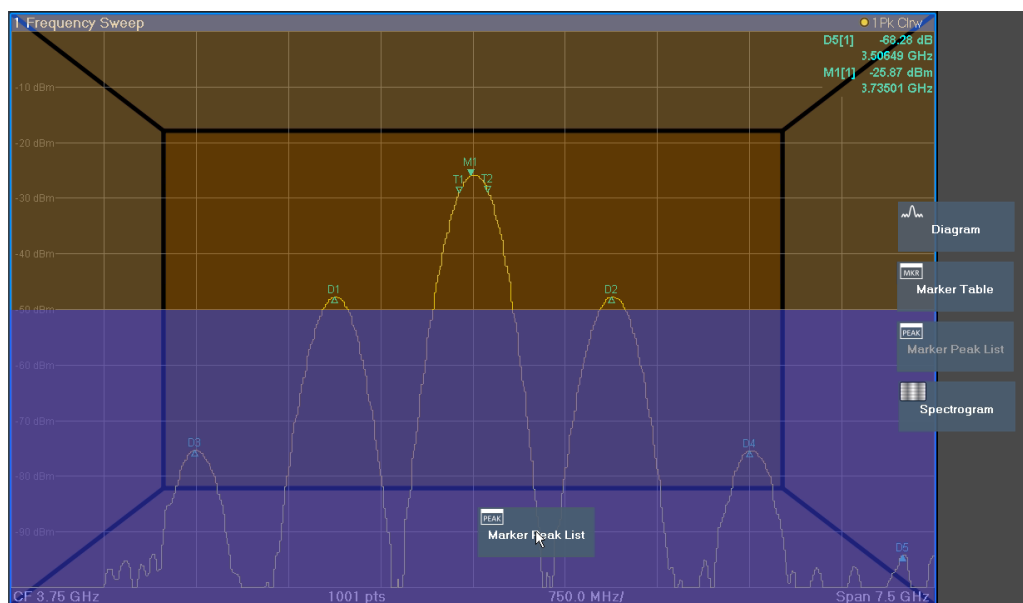 1 Frequency Sweep
1Pk Clrw
D5[1] -68.28 dB
3.50649 GHz
M1[1] -25.87 dBm
3.73501 GHz
-10 dBm
-20 dBm
M1
T1 T2
-30 dBm
-40 dBm
D1 D2
-50 dBm
-60 dBm
-70 dBm
D3 D4
-80 dBm
-90 dBm
D5
CF 3.75 GHz 1001 pts 750.0 MHz/ Span 7.5 GHz
Diagram
MKR
Marker Table
PEAK
Marker Peak List
Spectrogram
PEAK
Marker Peak List